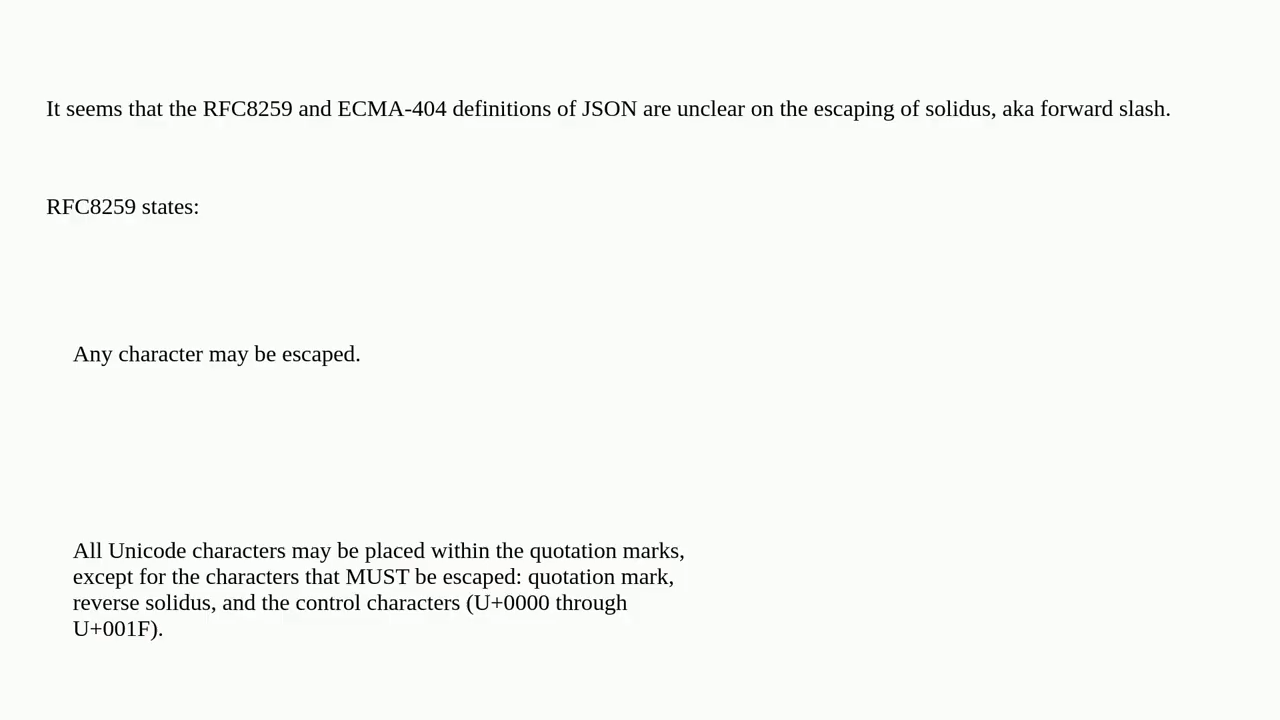 It seems that the RFC8259 and ECMA-404 definitions of JSON are unclear on the escaping of solidus, aka forward slash.
RFC8259 states:
Any character may be escaped.
All Unicode characters may be placed within the quotation marks,
except for the characters that MUST be escaped: quotation mark,
reverse solidus, and the control characters (U+0000 through
U+001F).